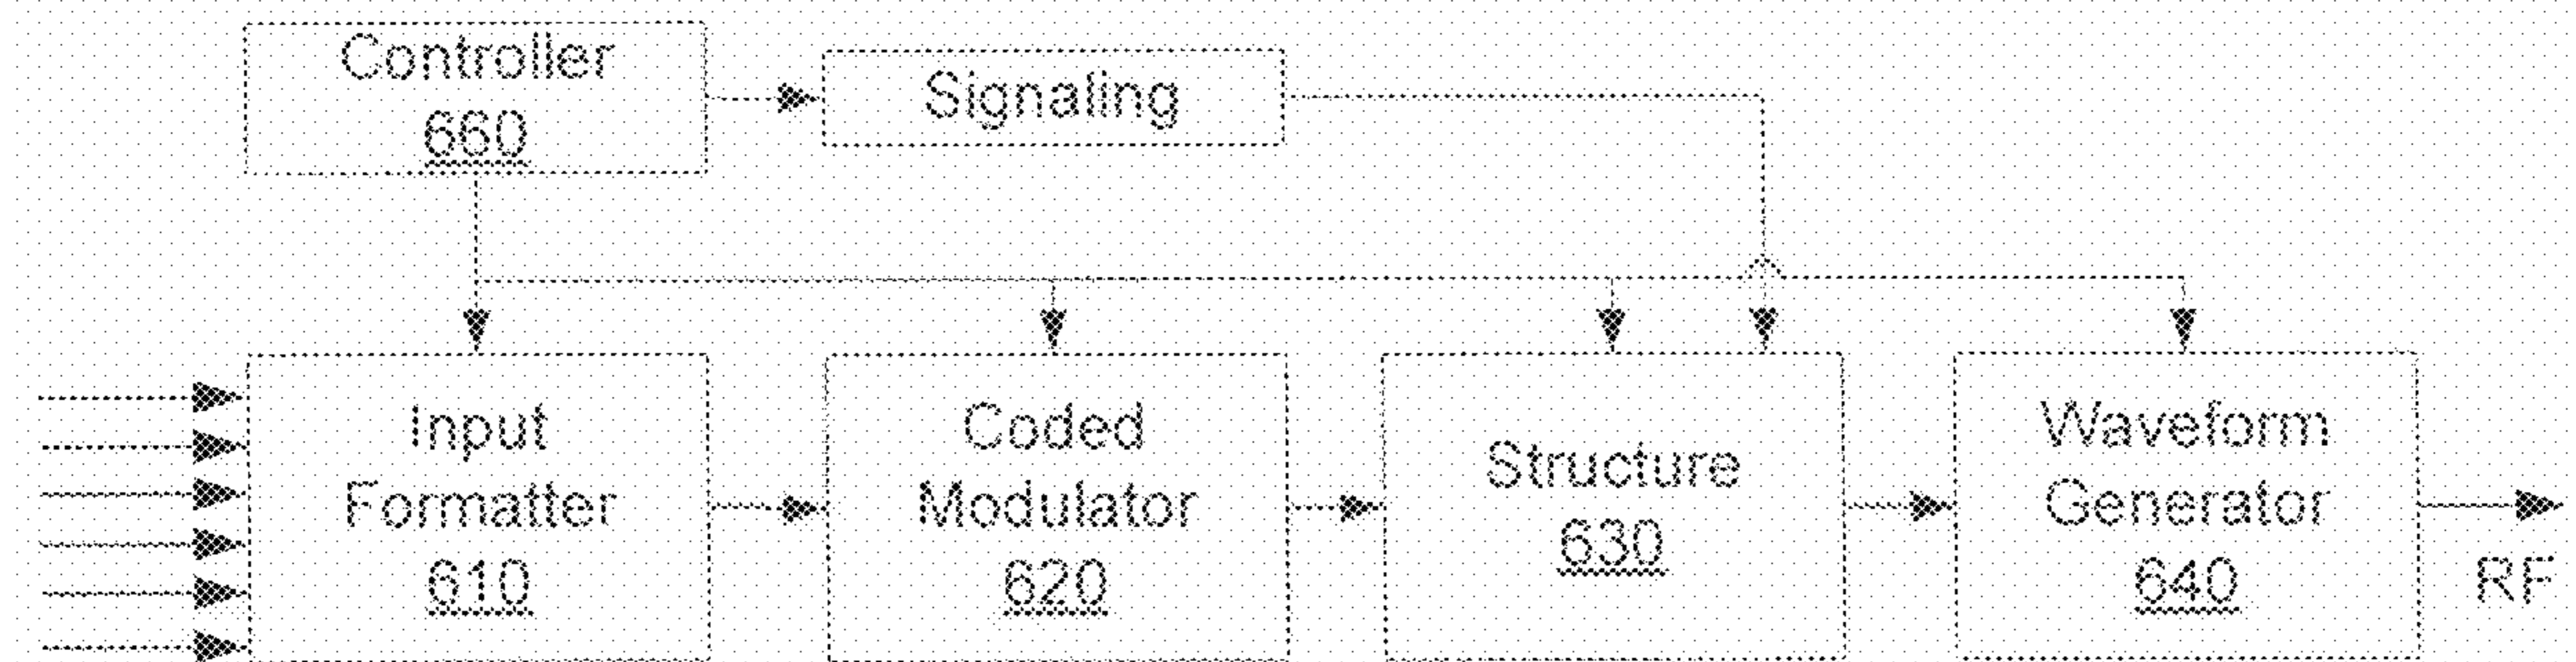 Controller
660
Signaling
Input
Formatter
610
Coded
Modulator
620
Structure
630
Waveform
Generator
640
RF